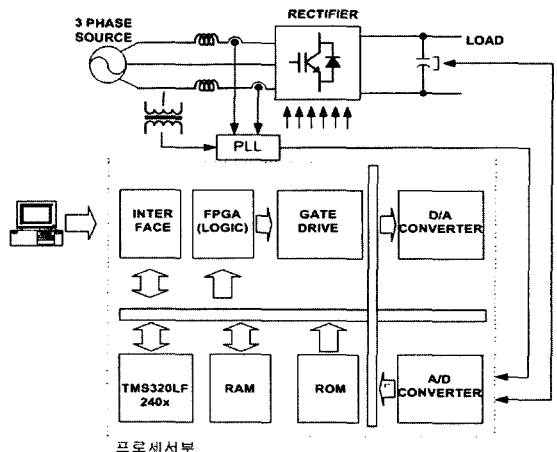 3 PHASE
SOURCE
RECTIFIER
LOAD
PLL
INTER
FACE
FPGA
(LOGIC)
GATE
DRIVE
D/A
CONVERTER
TMS320LF
240x
RAM
ROM
A/D
CONVERTER
프로세서부